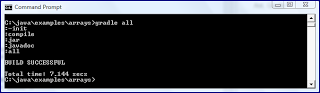 Command Prompt
C:\java\examples\arrays>gradle all
:-init
:compile
:jar
:javadoc
:all
BUILD SUCCESSFUL
Total time: 7.144 secs
C:\java\examples\arrays>